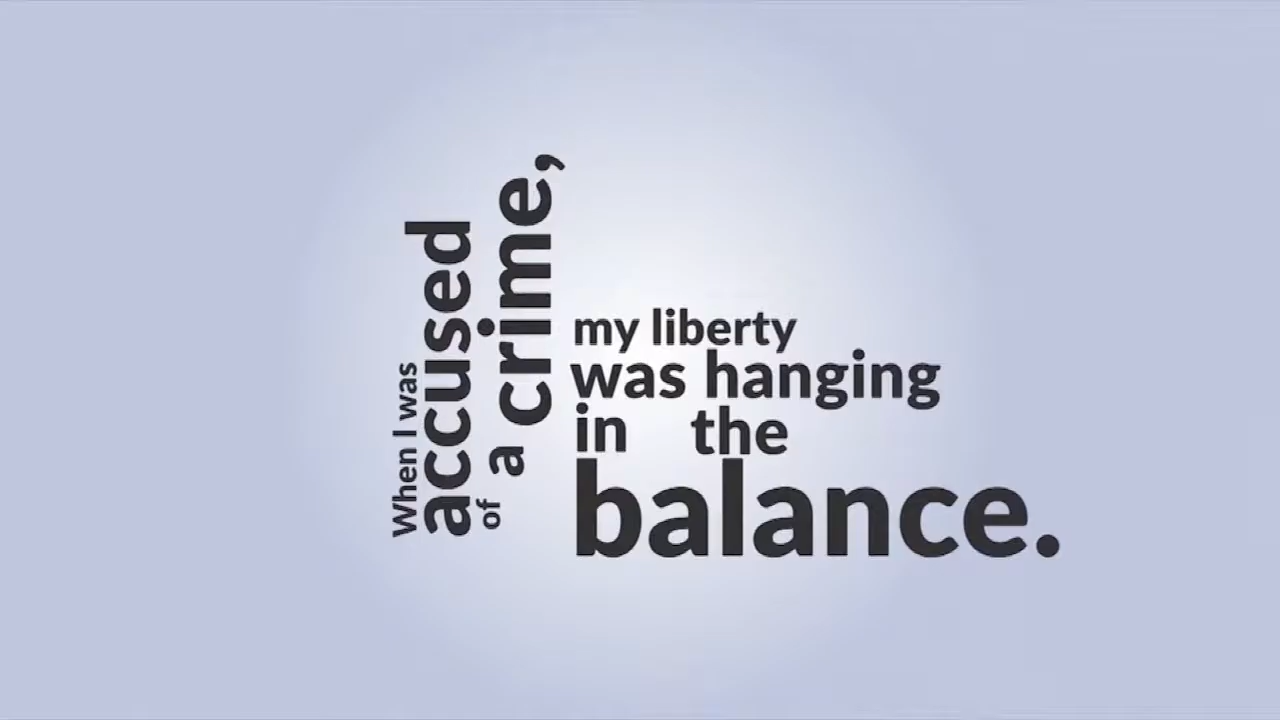 When I was
accused
of a crime,
my liberty
was hanging
in the
balance.